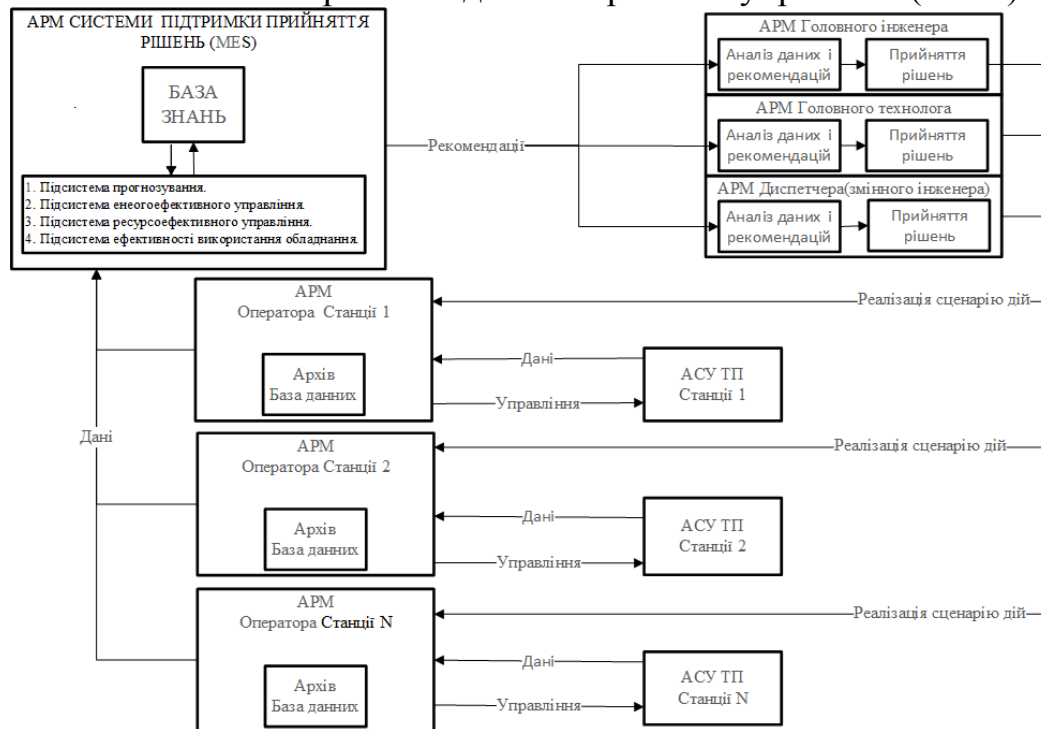 АРМ СИСТЕМИ ПІДТРИМКИ ПРИЙНЯТТЯ
РІШЕНЬ (MES)
БАЗА
ЗНАНЬ
1. Підсистема прогнозування.
2. Підсистема енеогоефективного управління.
3. Підсистема ресурсоефективного управління.
4. Підсистема ефективності використання обладнання.
Рекомендації
АРМ Головного інженера
Аналіз даних і
рекомендацій
Прийняття
рішень
АРМ Головного технолога
Аналіз даних і
рекомендацій
Прийняття
рішень
АРМ Диспетчера(змінного інженера)
Аналіз даних і
рекомендацій
Прийняття
рішень
Дані
АРМ
Оператора Станції 1
Архів
База данних
Реалізація сценарію дій
Дані
Управління
АСУ ТП
Станції 1
АРМ
Оператора Станції 2
Архів
База данних
Реалізація сценарію дій
Дані
Управління
АСУ ТП
Станції 2
АРМ
Оператора Станції N
Архів
База данних
Реалізація сценарію дій
Дані
Управління
АСУ ТП
Станції N